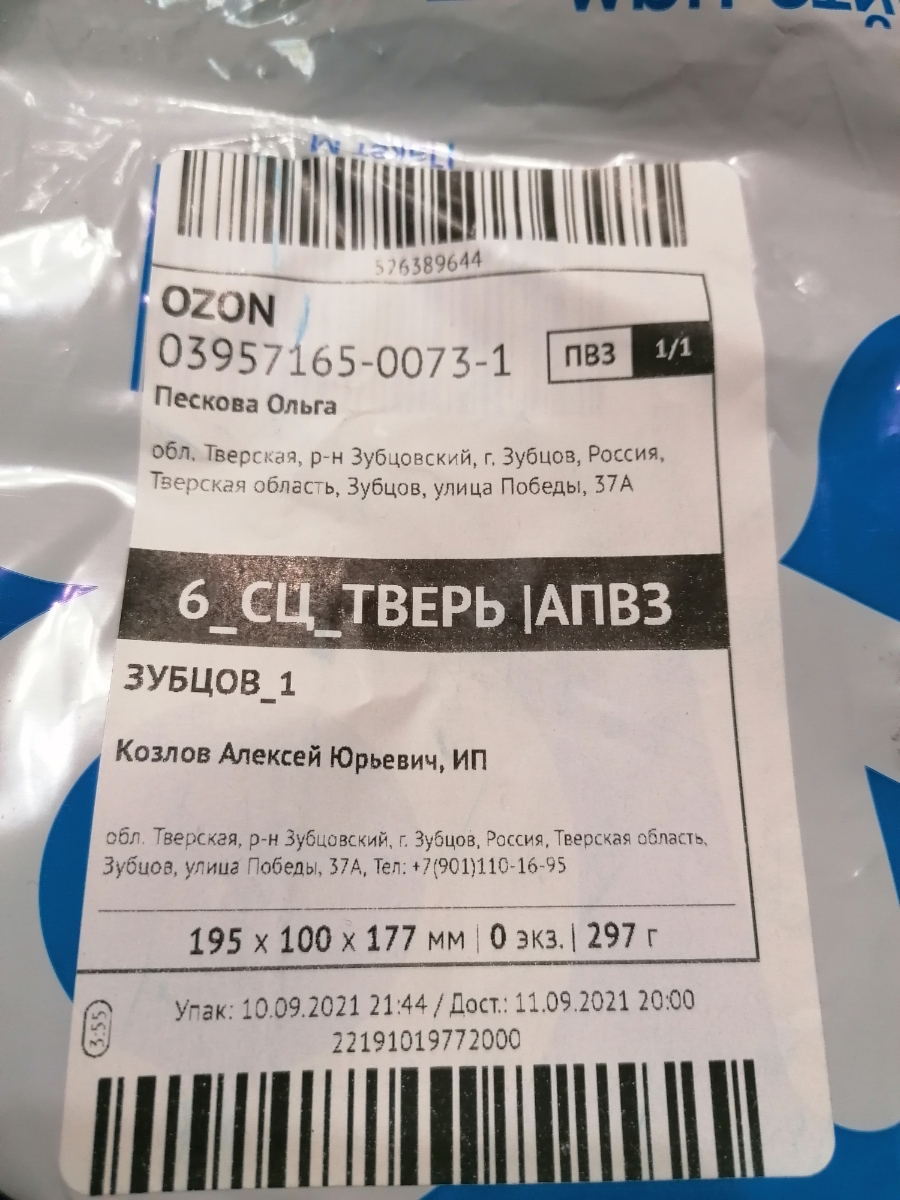 Пакет М
526389644
OZON
03957165-0073-1
ПВЗ 1/1
Пескова Ольга
обл. Тверская, р-н Зубцовский, г. Зубцов, Россия,
Тверская область, Зубцов, улица Победы, 37А
6_СЦ_ТВЕРЬ |АПВЗ
ЗУБЦОВ_1
Козлов Алексей Юрьевич, ИП
обл. Тверская, р-н Зубцовский, г. Зубцов, Россия, Тверская область,
Зубцов, улица Победы, 37А, Тел: +7(901)110-16-95
195 x 100 x 177 мм | 0 экз. | 297 г
Упак: 10.09.2021 21:44 / Дост.: 11.09.2021 20:00
3:55
22191019772000